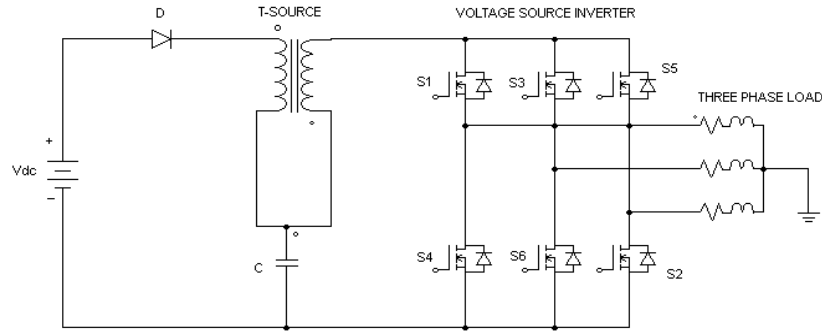 D
T-SOURCE
VOLTAGE SOURCE INVERTER
S1
S3
S5
THREE PHASE LOAD
+
Vdc
−
C
S4
S6
S2